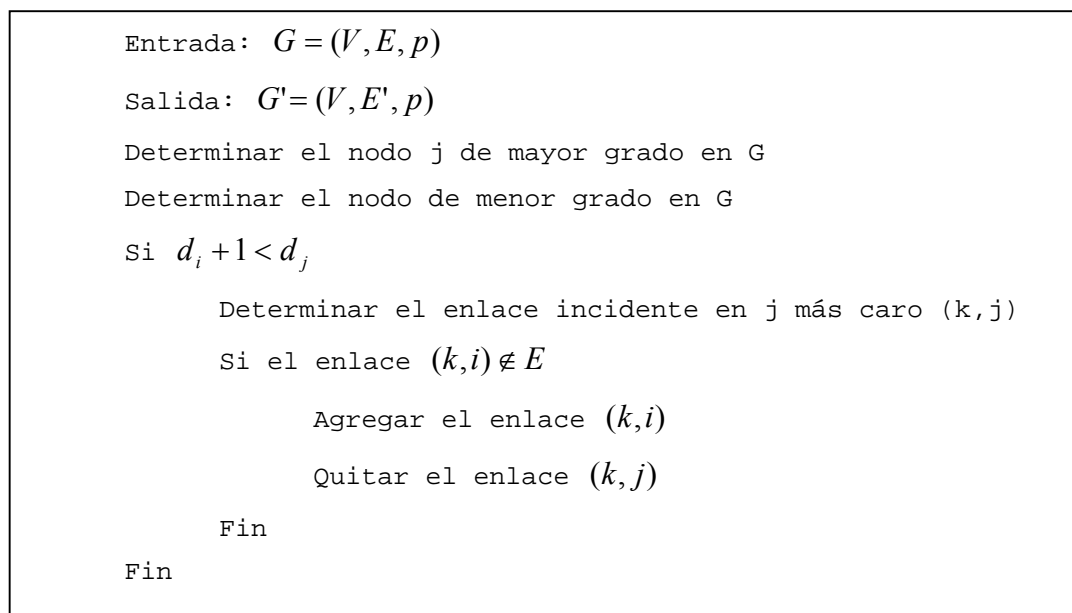 Entrada: G = (V, E, p)
Salida: G' = (V, E', p)
Determinar el nodo j de mayor grado en G
Determinar el nodo de menor grado en G
Si d_i + 1 < d_j
Determinar el enlace incidente en j más caro (k,j)
Si el enlace (k,i) ∉ E
Agregar el enlace (k,i)
Quitar el enlace (k, j)
Fin
Fin